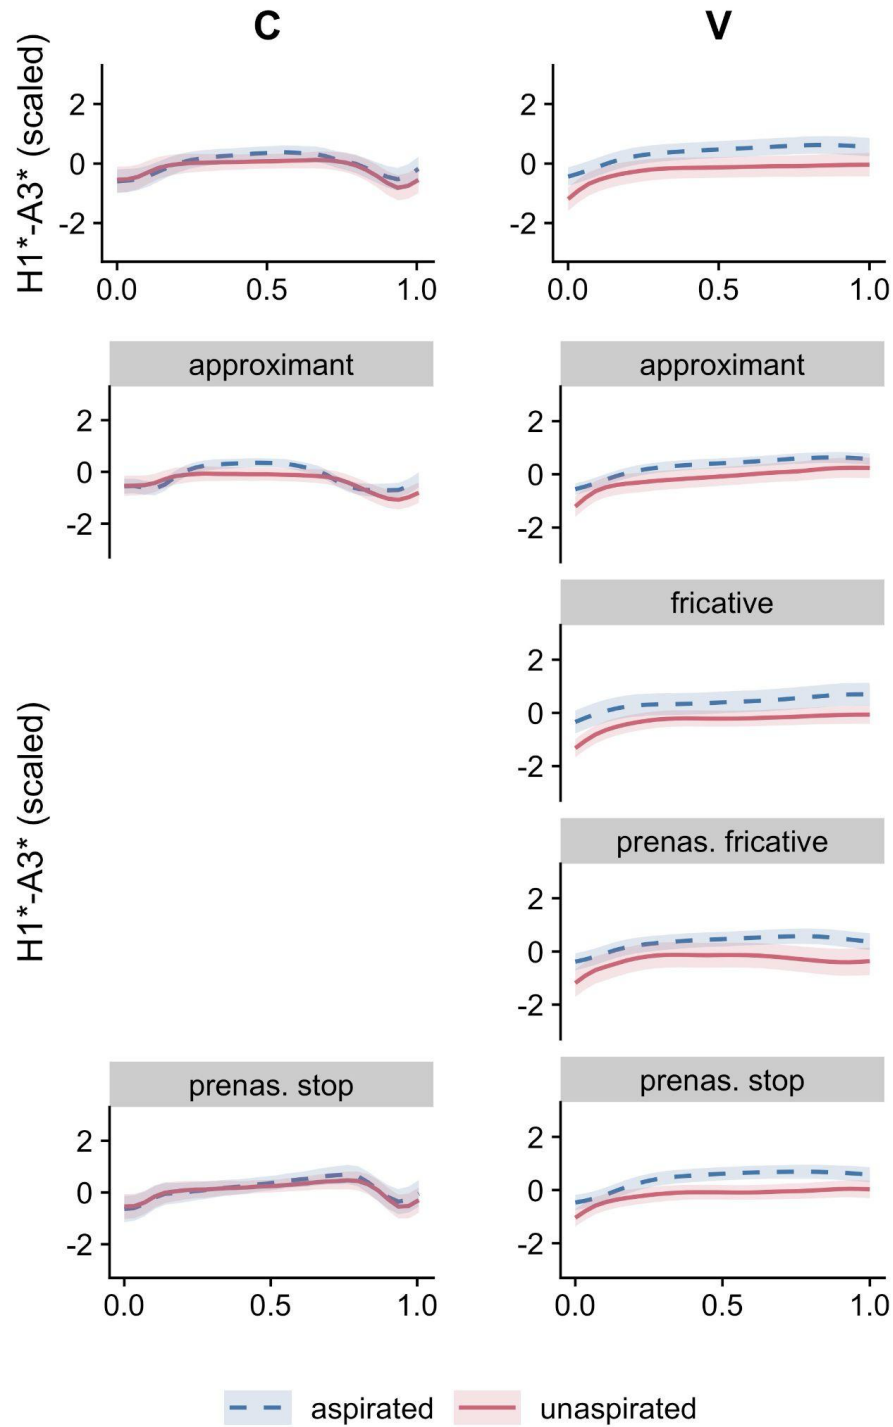 C V
H1*-A3* (scaled)
2 2
0 0
-2 -2
0.0 0.5 1.0 0.0 0.5 1.0
approximant approximant
2 2
0 0
-2 -2
fricative
2
0
-2
H1*-A3* (scaled)
prenas. fricative
2
0
-2
prenas. stop prenas. stop
2 2
0 0
-2 -2
0.0 0.5 1.0 0.0 0.5 1.0
aspirated unaspirated